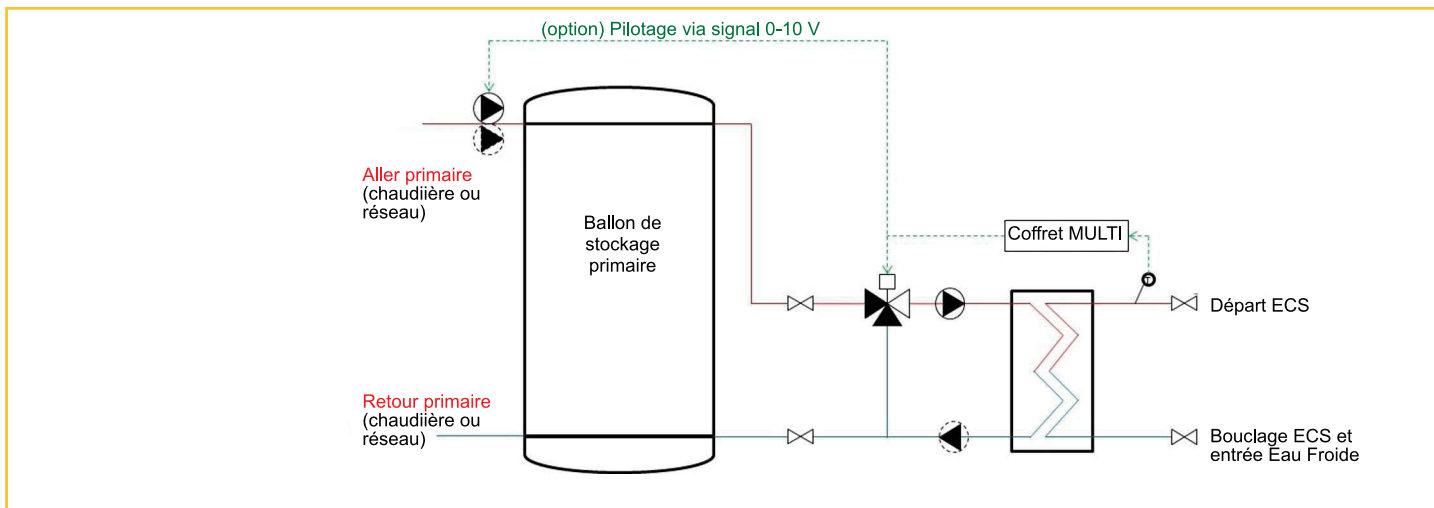 (option) Pilotage via signal 0-10 V
Aller primaire
(chaudiière ou
réseau)
Ballon de
stockage
primaire
Coffret MULTI
T
Départ ECS
Retour primaire
(chaudiière ou
réseau)
Bouclage ECS et
entrée Eau Froide